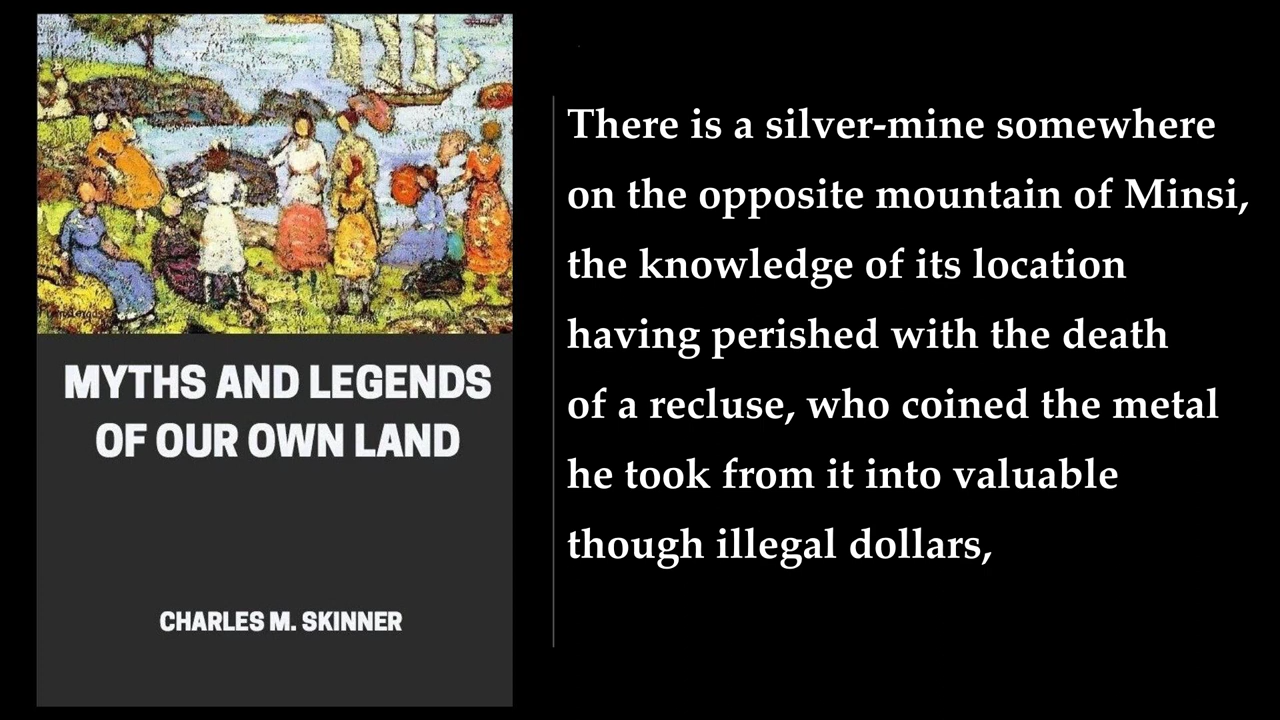 MYTHS AND LEGENDS
OF OUR OWN LAND
CHARLES M. SKINNER
There is a silver-mine somewhere
on the opposite mountain of Minsi,
the knowledge of its location
having perished with the death
of a recluse, who coined the metal
he took from it into valuable
though illegal dollars,